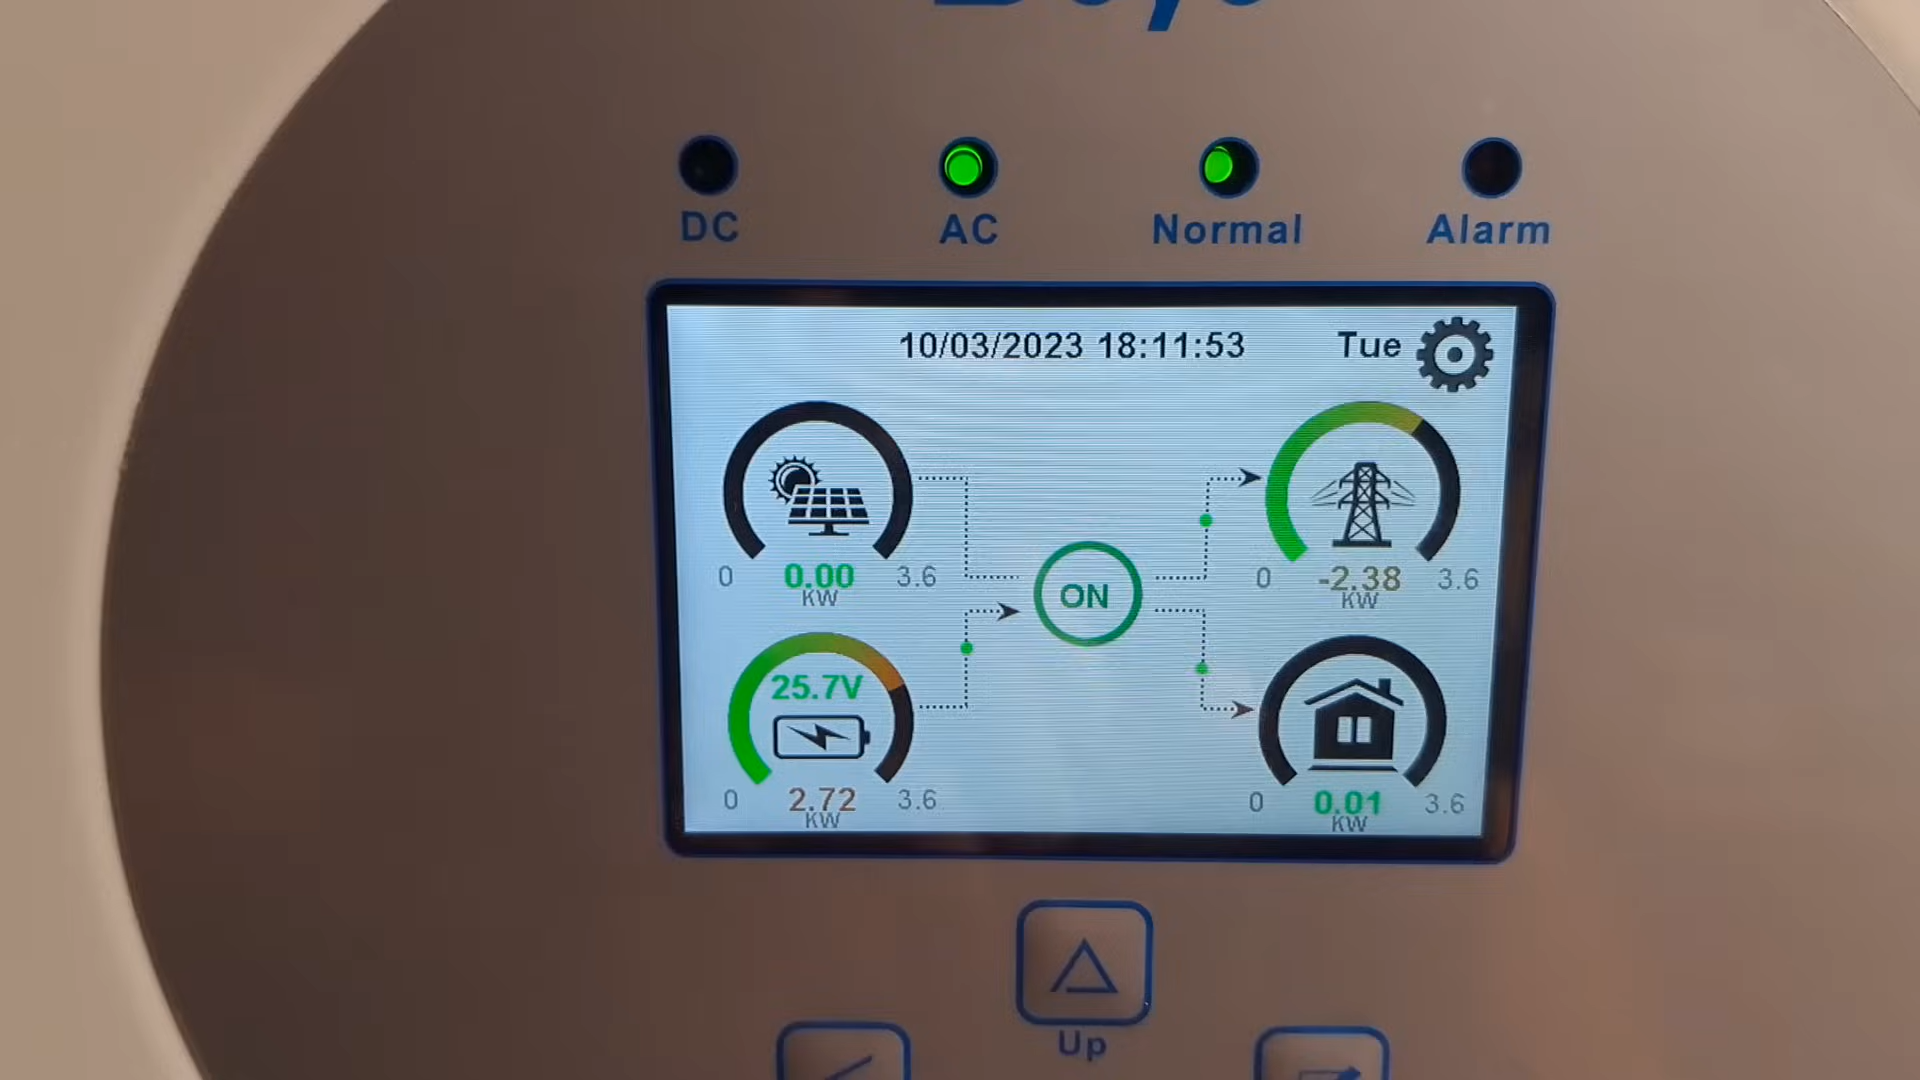 DC AC Normal Alarm
10/03/2023 18:11:53 Tue
0 0.00 3.6
KW
0 -2.38 3.6
KW
ON
25.7V
0 2.72 3.6
KW
0 0.01 3.6
KW
Up